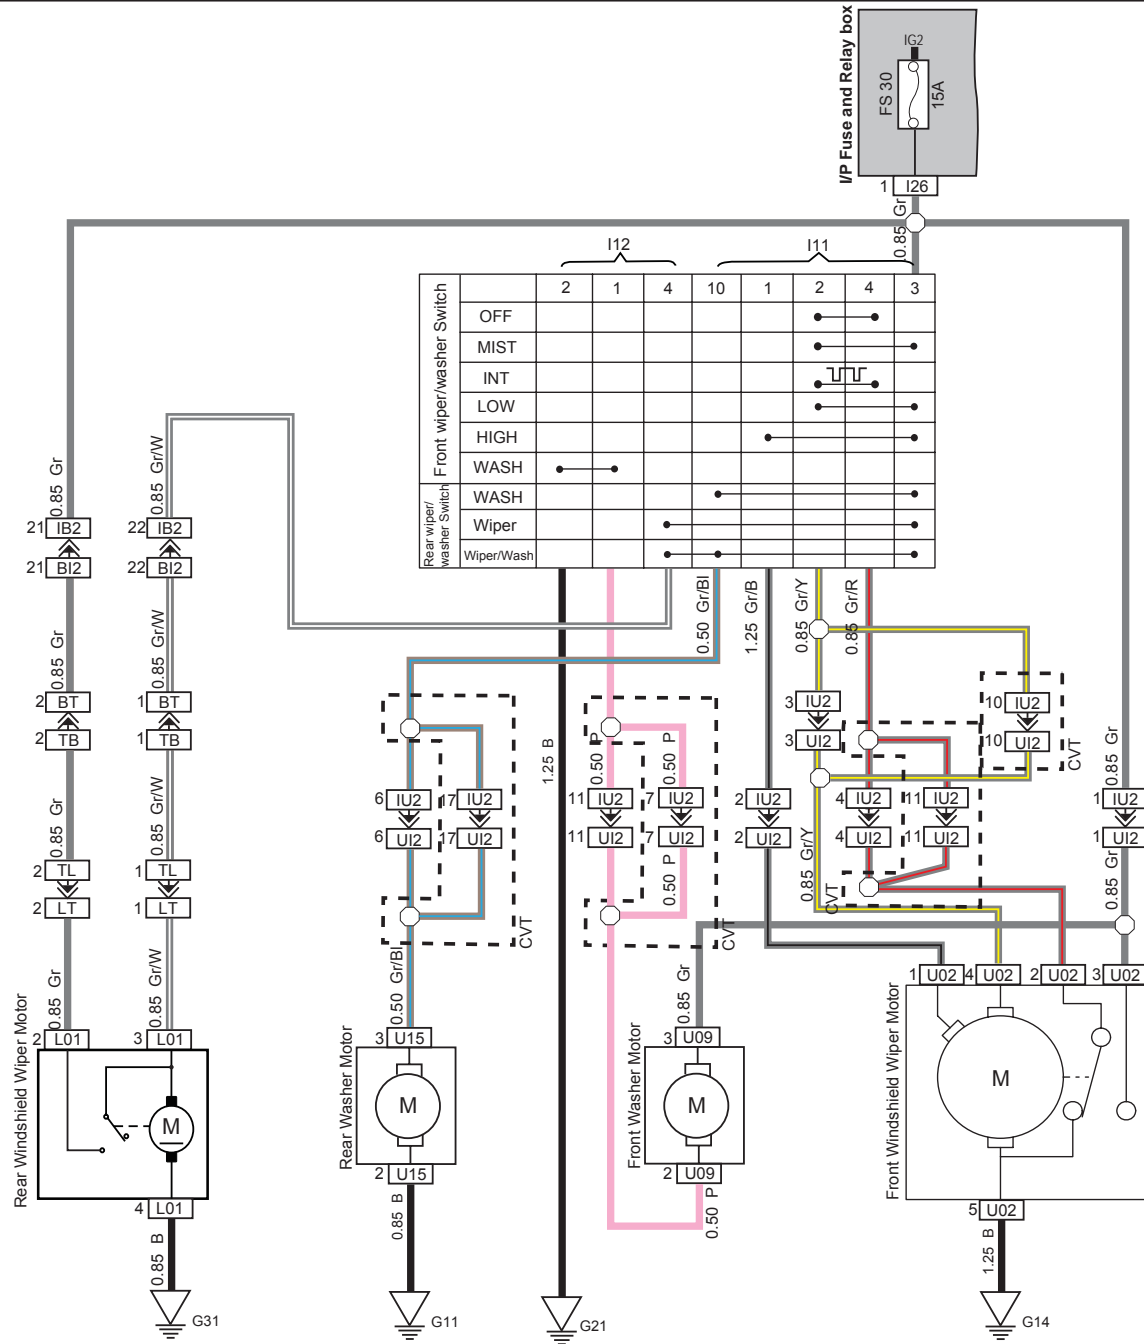 I/P Fuse and Relay box
IG2
FS 30
15A
1 I26
0.85 Gr
I12
I11
Front wiper/washer Switch
2 1 4 10 1 2 4 3
OFF
MIST
INT
LOW
HIGH
WASH
Rear wiper/
washer Switch
WASH
Wiper
Wiper/Wash
0.85 Gr
0.85 Gr/W
21 IB2
22 IB2
21 BI2
22 BI2
0.85 Gr
0.85 Gr/W
2 BT
1 BT
2 TB
1 TB
0.85 Gr
0.85 Gr/W
2 TL
1 TL
2 LT
1 LT
0.85 Gr
0.85 Gr/W
0.50 Gr/Bl
1.25 Gr/B
0.85 Gr/Y
0.85 Gr/R
1.25 B
0.50 P
0.50 P
3 IU2
3 UI2
10 IU2
10 UI2
CVT
0.85 Gr
6 IU2
17 IU2
11 IU2
7 IU2
2 IU2
4 IU2
11 IU2
1 IU2
6 UI2
17 UI2
11 UI2
7 UI2
2 UI2
4 UI2
11 UI2
1 UI2
0.50 P
0.85 Gr/Y
CVT
0.85 Gr
CVT
CVT
0.50 Gr/Bl
0.85 Gr
1 U02
4 U02
2 U02
3 U02
Rear Windshield Wiper Motor
2 L01
3 L01
M
4 L01
0.85 B
G31
Rear Washer Motor
3 U15
M
2 U15
0.85 B
G11
G21
Front Washer Motor
3 U09
M
2 U09
0.50 P
Front Windshield Wiper Motor
M
5 U02
1.25 B
G14